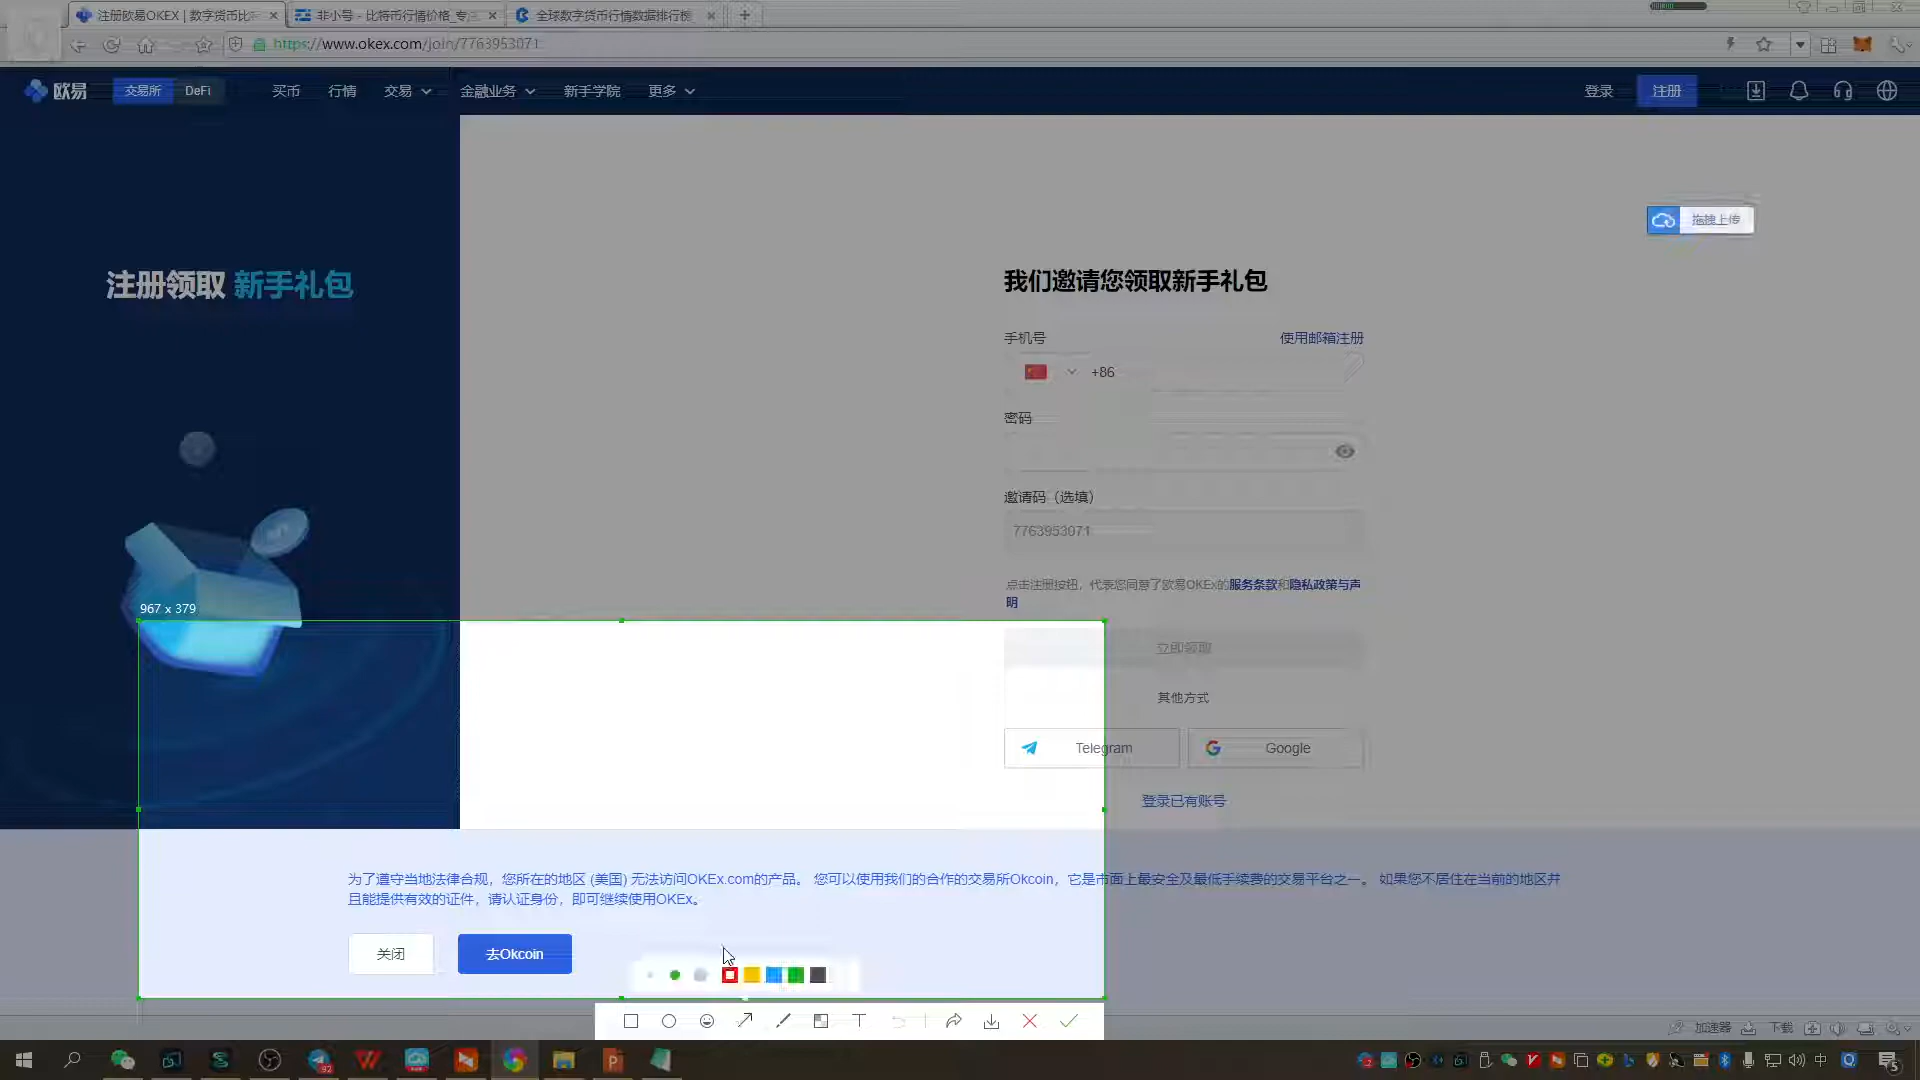 注册欧易OKEX | 数字货币比
非小号 - 比特币行情价格_专
全球数字货币行情数据排行榜
https://www.okex.com/join/7763953071
欧易
交易所
DeFi
买币
行情
交易
金融业务
新手学院
更多
登录
注册
拖拽上传
注册领取 新手礼包
我们邀请您领取新手礼包
手机号
使用邮箱注册
+86
密码
邀请码（选填）
7763953071
点击注册按钮，代表您同意了欧易OKEx的服务条款和隐私政策与声
明
967 x 379
立即领取
其他方式
Telegram
Google
登录已有账号
为了遵守当地法律合规，您所在的地区 (美国) 无法访问OKEx.com的产品。 您可以使用我们的合作的交易所Okcoin，它是市面上最安全及最低手续费的交易平台之一。 如果您不居住在当前的地区并
且能提供有效的证件，请认证身份，即可继续使用OKEx。
关闭
去Okcoin
加速器
下载
92
中
5